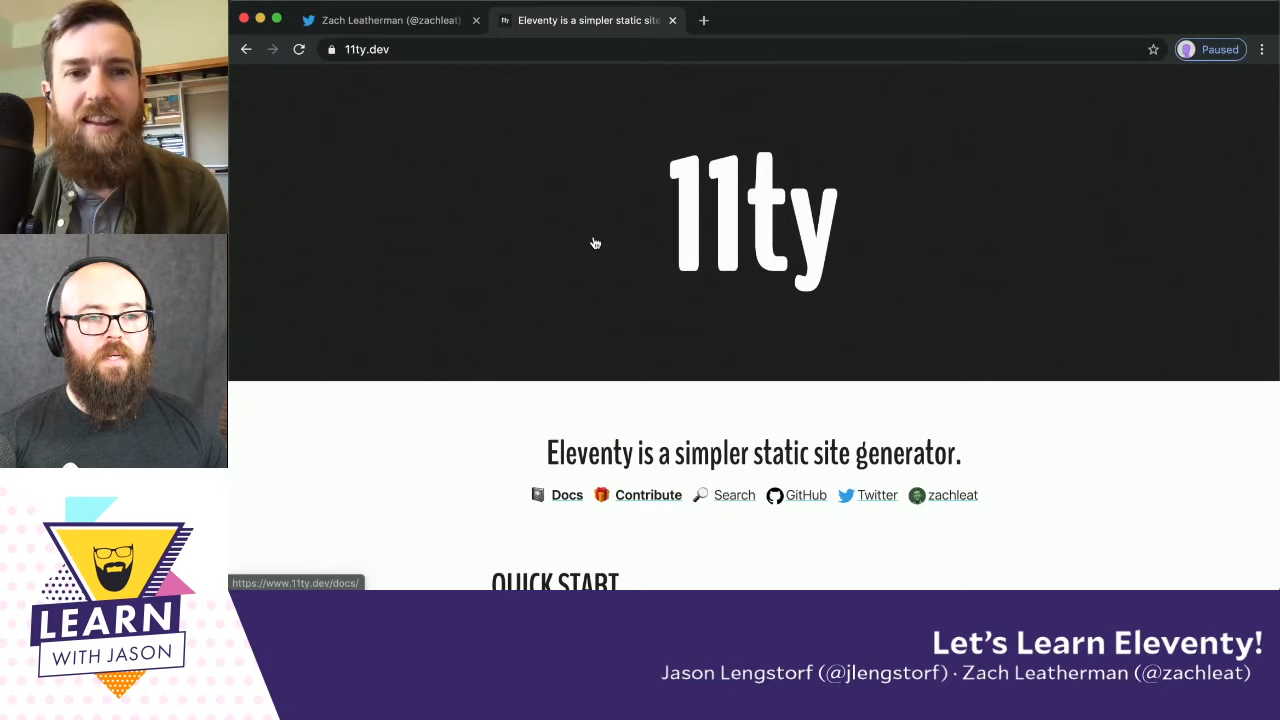 Zach Leatherman (@zachleat)
Eleventy is a simpler static site
11ty.dev
Paused
11ty
Eleventy is a simpler static site generator.
Docs Contribute Search GitHub Twitter zachleat
QUICK START
https://www.11ty.dev/docs/
LEARN
WITH JASON
Let's Learn Eleventy!
Jason Lengstorf (@jlengstorf) · Zach Leatherman (@zachleat)